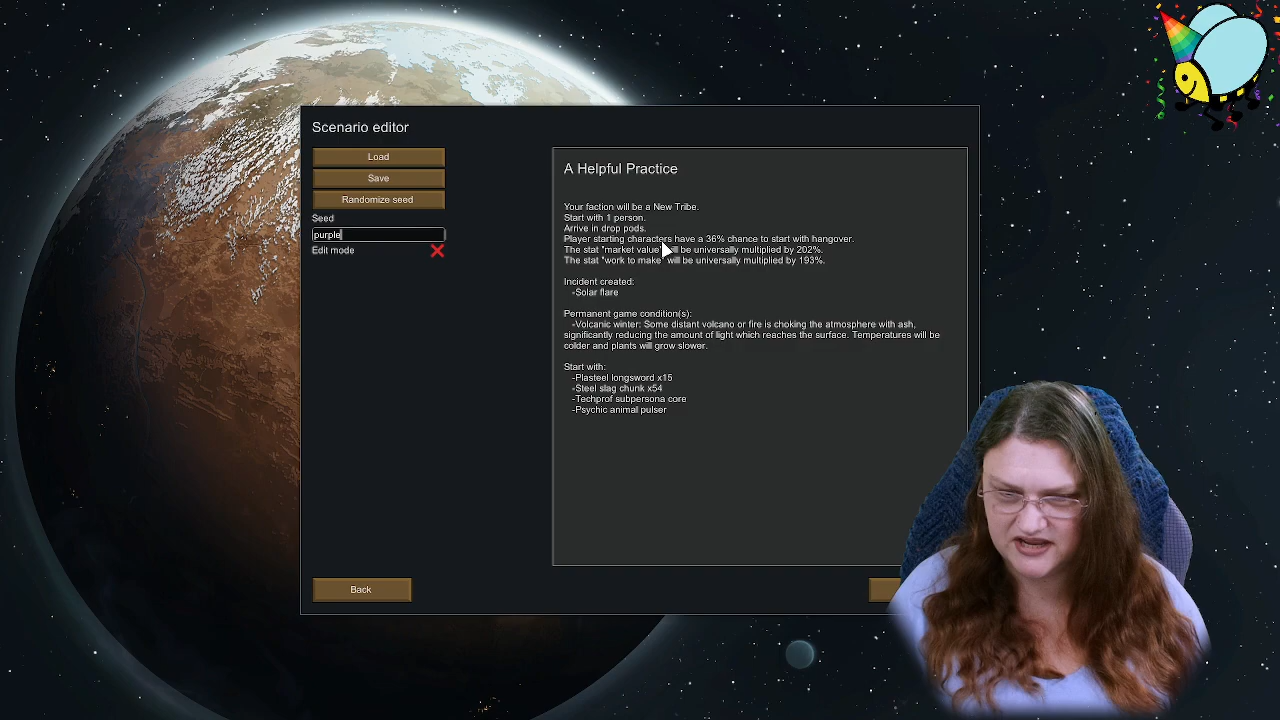 Scenario editor
Load
Save
Randomize seed
Seed
purple
Edit mode
Back
A Helpful Practice
Your faction will be a New Tribe.
Start with 1 person.
Arrive in drop pods.
Player starting characters have a 36% chance to start with hangover.
The stat "market value" will be universally multiplied by 202%.
The stat "work to make" will be universally multiplied by 193%.
Incident created:
-Solar flare
Permanent game condition(s):
-Volcanic winter: Some distant volcano or fire is choking the atmosphere with ash,
significantly reducing the amount of light which reaches the surface. Temperatures will be
colder and plants will grow slower.
Start with:
-Plasteel longsword x15
-Steel slag chunk x54
-Techprof subpersona core
-Psychic animal pulser